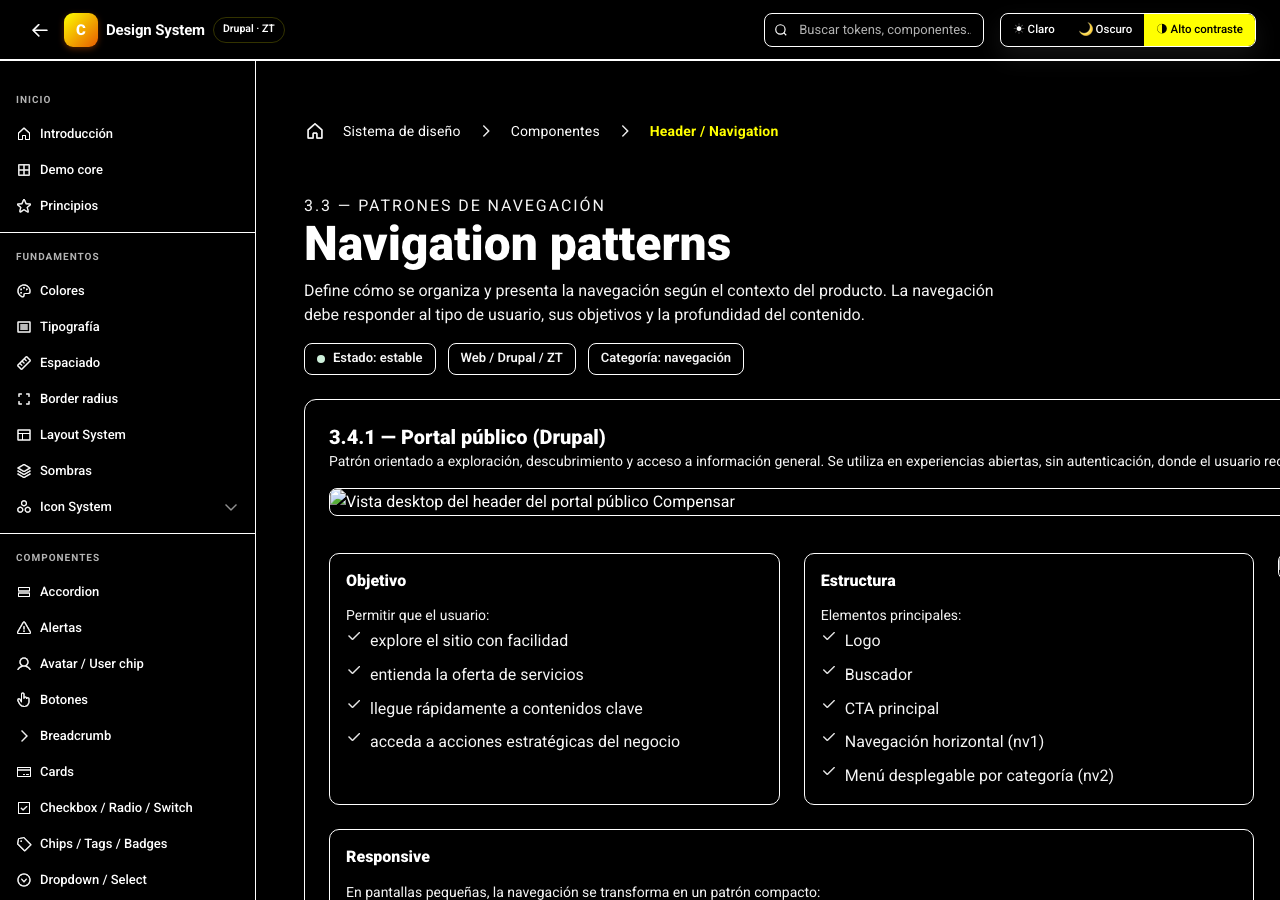 C Design System Drupal · ZT
Buscar tokens, componentes.
Claro Oscuro Alto contraste
INICIO
Introducción
Demo core
Principios
FUNDAMENTOS
Colores
Tipografía
Espaciado
Border radius
Layout System
Sombras
Icon System
COMPONENTES
Accordion
Alertas
Avatar / User chip
Botones
Breadcrumb
Cards
Checkbox / Radio / Switch
Chips / Tags / Badges
Dropdown / Select
Sistema de diseño Componentes Header / Navigation
3.3 — PATRONES DE NAVEGACIÓN
Navigation patterns
Define cómo se organiza y presenta la navegación según el contexto del producto. La navegación
debe responder al tipo de usuario, sus objetivos y la profundidad del contenido.
Estado: estable Web / Drupal / ZT Categoría: navegación
3.4.1 — Portal público (Drupal)
Patrón orientado a exploración, descubrimiento y acceso a información general. Se utiliza en experiencias abiertas, sin autenticación, donde el usuario
Vista desktop del header del portal público Compensar
Objetivo
Permitir que el usuario:
explore el sitio con facilidad
entienda la oferta de servicios
llegue rápidamente a contenidos clave
acceda a acciones estratégicas del negocio
Estructura
Elementos principales:
Logo
Buscador
CTA principal
Navegación horizontal (nv1)
Menú desplegable por categoría (nv2)
Responsive
En pantallas pequeñas, la navegación se transforma en un patrón compacto: